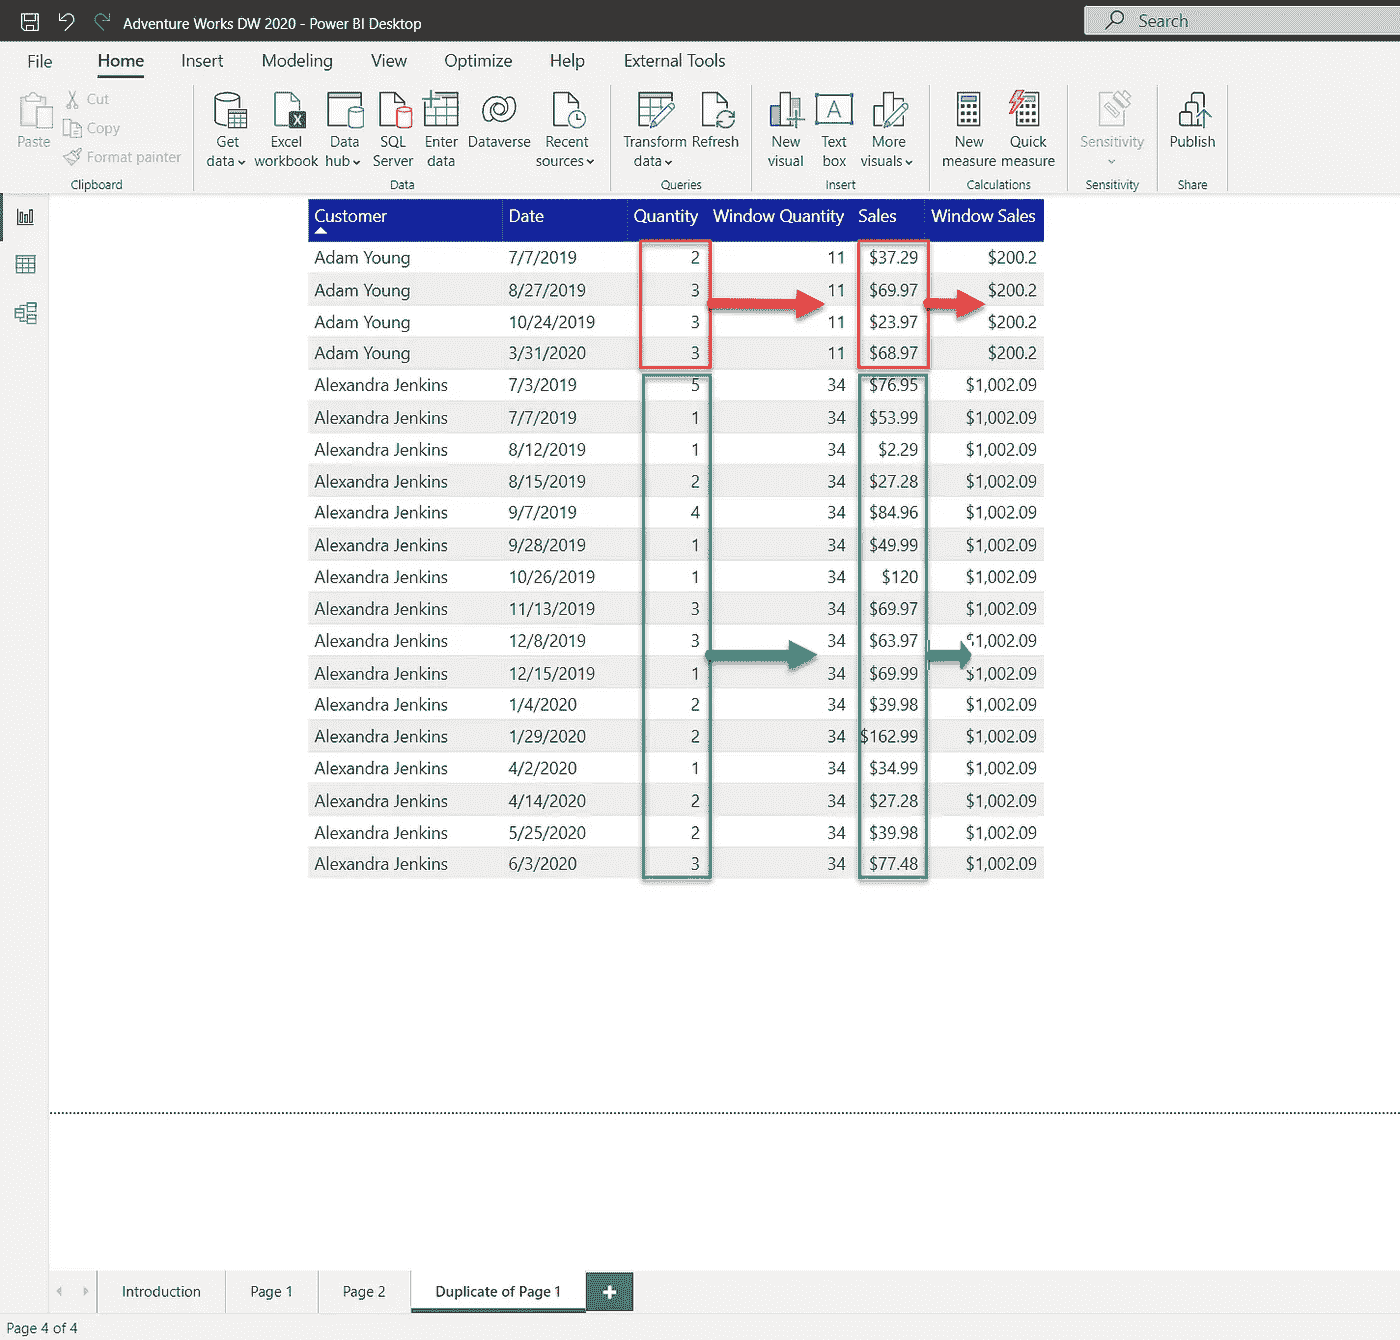 Adventure Works DW 2020 - Power BI Desktop
Search
File Home Insert Modeling View Optimize Help External Tools
Paste
Cut
Copy
Format painter
Clipboard
Get data
Excel workbook
Data hub
SQL Server
Enter data
Dataverse
Recent sources
Data
Transform data
Refresh
Queries
New visual
Text box
More visuals
Insert
New measure
Quick measure
Calculations
Sensitivity
Sensitivity
Publish
Share
Customer Date Quantity Window Quantity Sales Window Sales
Adam Young 7/7/2019 2 11 $37.29 $200.2
Adam Young 8/27/2019 3 11 $69.97 $200.2
Adam Young 10/24/2019 3 11 $23.97 $200.2
Adam Young 3/31/2020 3 11 $68.97 $200.2
Alexandra Jenkins 7/3/2019 5 34 $76.95 $1,002.09
Alexandra Jenkins 7/7/2019 1 34 $53.99 $1,002.09
Alexandra Jenkins 8/12/2019 1 34 $2.29 $1,002.09
Alexandra Jenkins 8/15/2019 2 34 $27.28 $1,002.09
Alexandra Jenkins 9/7/2019 4 34 $84.96 $1,002.09
Alexandra Jenkins 9/28/2019 1 34 $49.99 $1,002.09
Alexandra Jenkins 10/26/2019 1 34 $120 $1,002.09
Alexandra Jenkins 11/13/2019 3 34 $69.97 $1,002.09
Alexandra Jenkins 12/8/2019 3 34 $63.97 $1,002.09
Alexandra Jenkins 12/15/2019 1 34 $69.99 $1,002.09
Alexandra Jenkins 1/4/2020 2 34 $39.98 $1,002.09
Alexandra Jenkins 1/29/2020 2 34 $162.99 $1,002.09
Alexandra Jenkins 4/2/2020 1 34 $34.99 $1,002.09
Alexandra Jenkins 4/14/2020 2 34 $27.28 $1,002.09
Alexandra Jenkins 5/25/2020 2 34 $39.98 $1,002.09
Alexandra Jenkins 6/3/2020 3 34 $77.48 $1,002.09
Introduction Page 1 Page 2 Duplicate of Page 1 +
Page 4 of 4